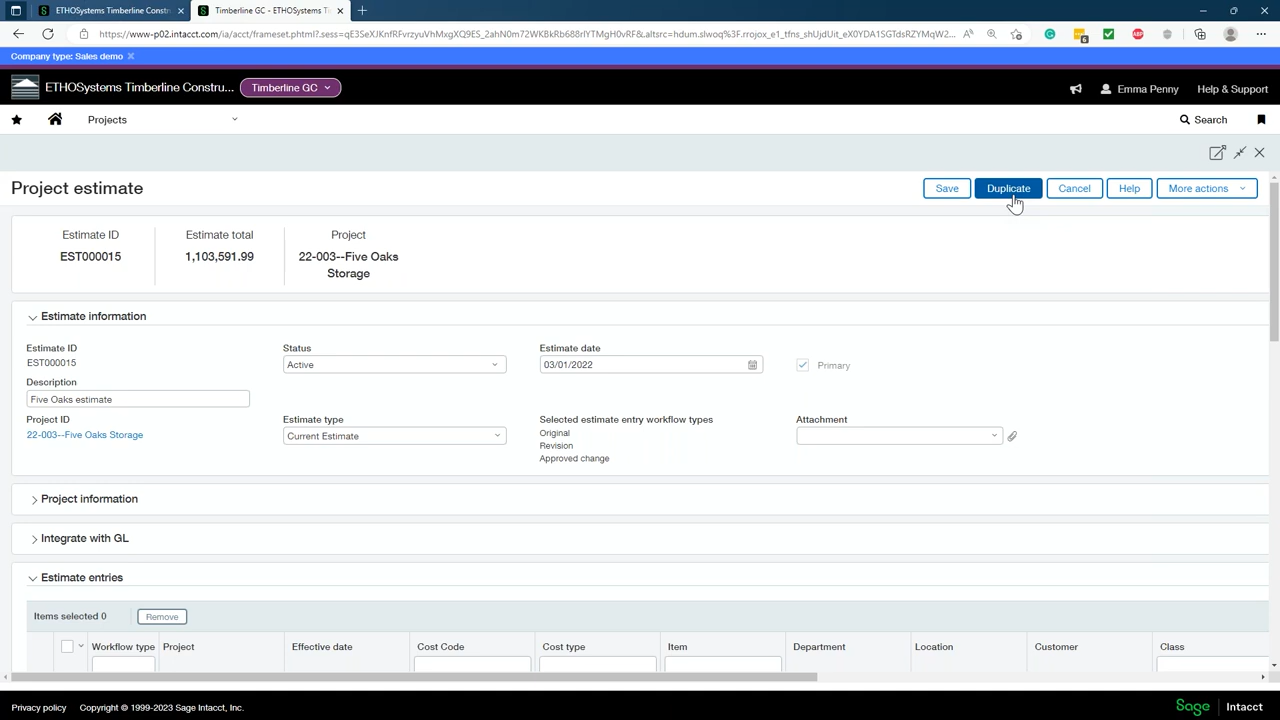 ETHOSystems Timberline Constru...
Timberline GC - ETHOSystems T
https://www-p02.intacct.com/ia/acct/frameset.phtml?.sess=
Company type: Sales demo
ETHOSystems Timberline Constru...
Timberline GC
Emma Penny
Help & Support
Projects
Search
Project estimate
Save
Duplicate
Cancel
Help
More actions
Estimate ID
Estimate total
Project
EST000015
1,103,591.99
22-003--Five Oaks
Storage
Estimate information
Estimate ID
Status
Estimate date
EST000015
Active
03/01/2022
Primary
Description
Five Oaks estimate
Project ID
Estimate type
Selected estimate entry workflow types
Attachment
22-003--Five Oaks Storage
Current Estimate
Original
Revision
Approved change
Project information
Integrate with GL
Estimate entries
Items selected 0
Remove
Workflow type
Project
Effective date
Cost Code
Cost type
Item
Department
Location
Customer
Class
Privacy policy
Copyright © 1999-2023 Sage Intacct, Inc.
Sage
Intacct